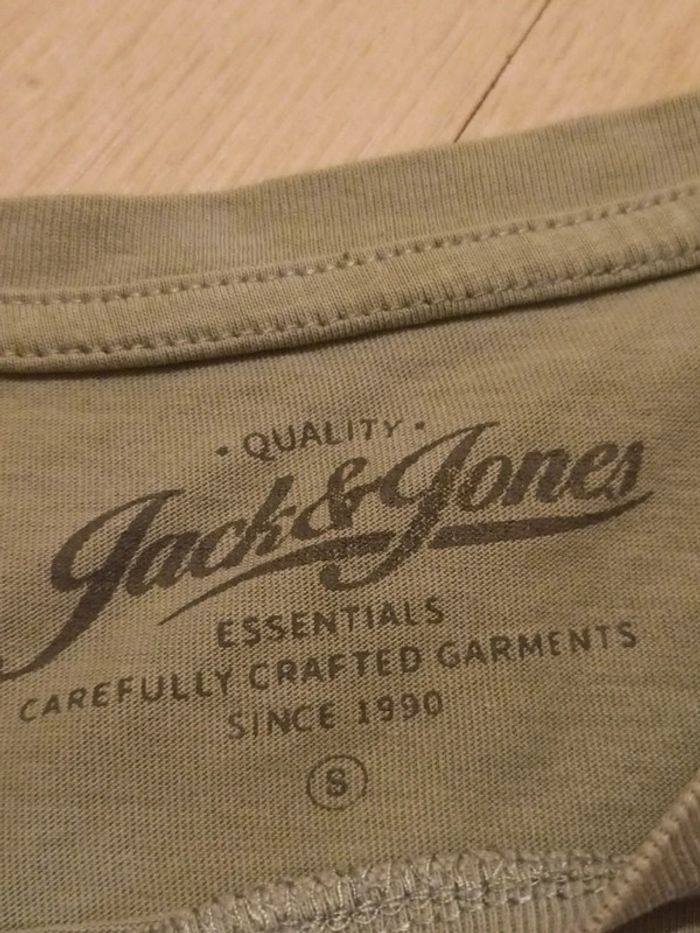 • QUALITY •
Jack&Jones
ESSENTIALS
CAREFULLY CRAFTED GARMENTS
SINCE 1990
S